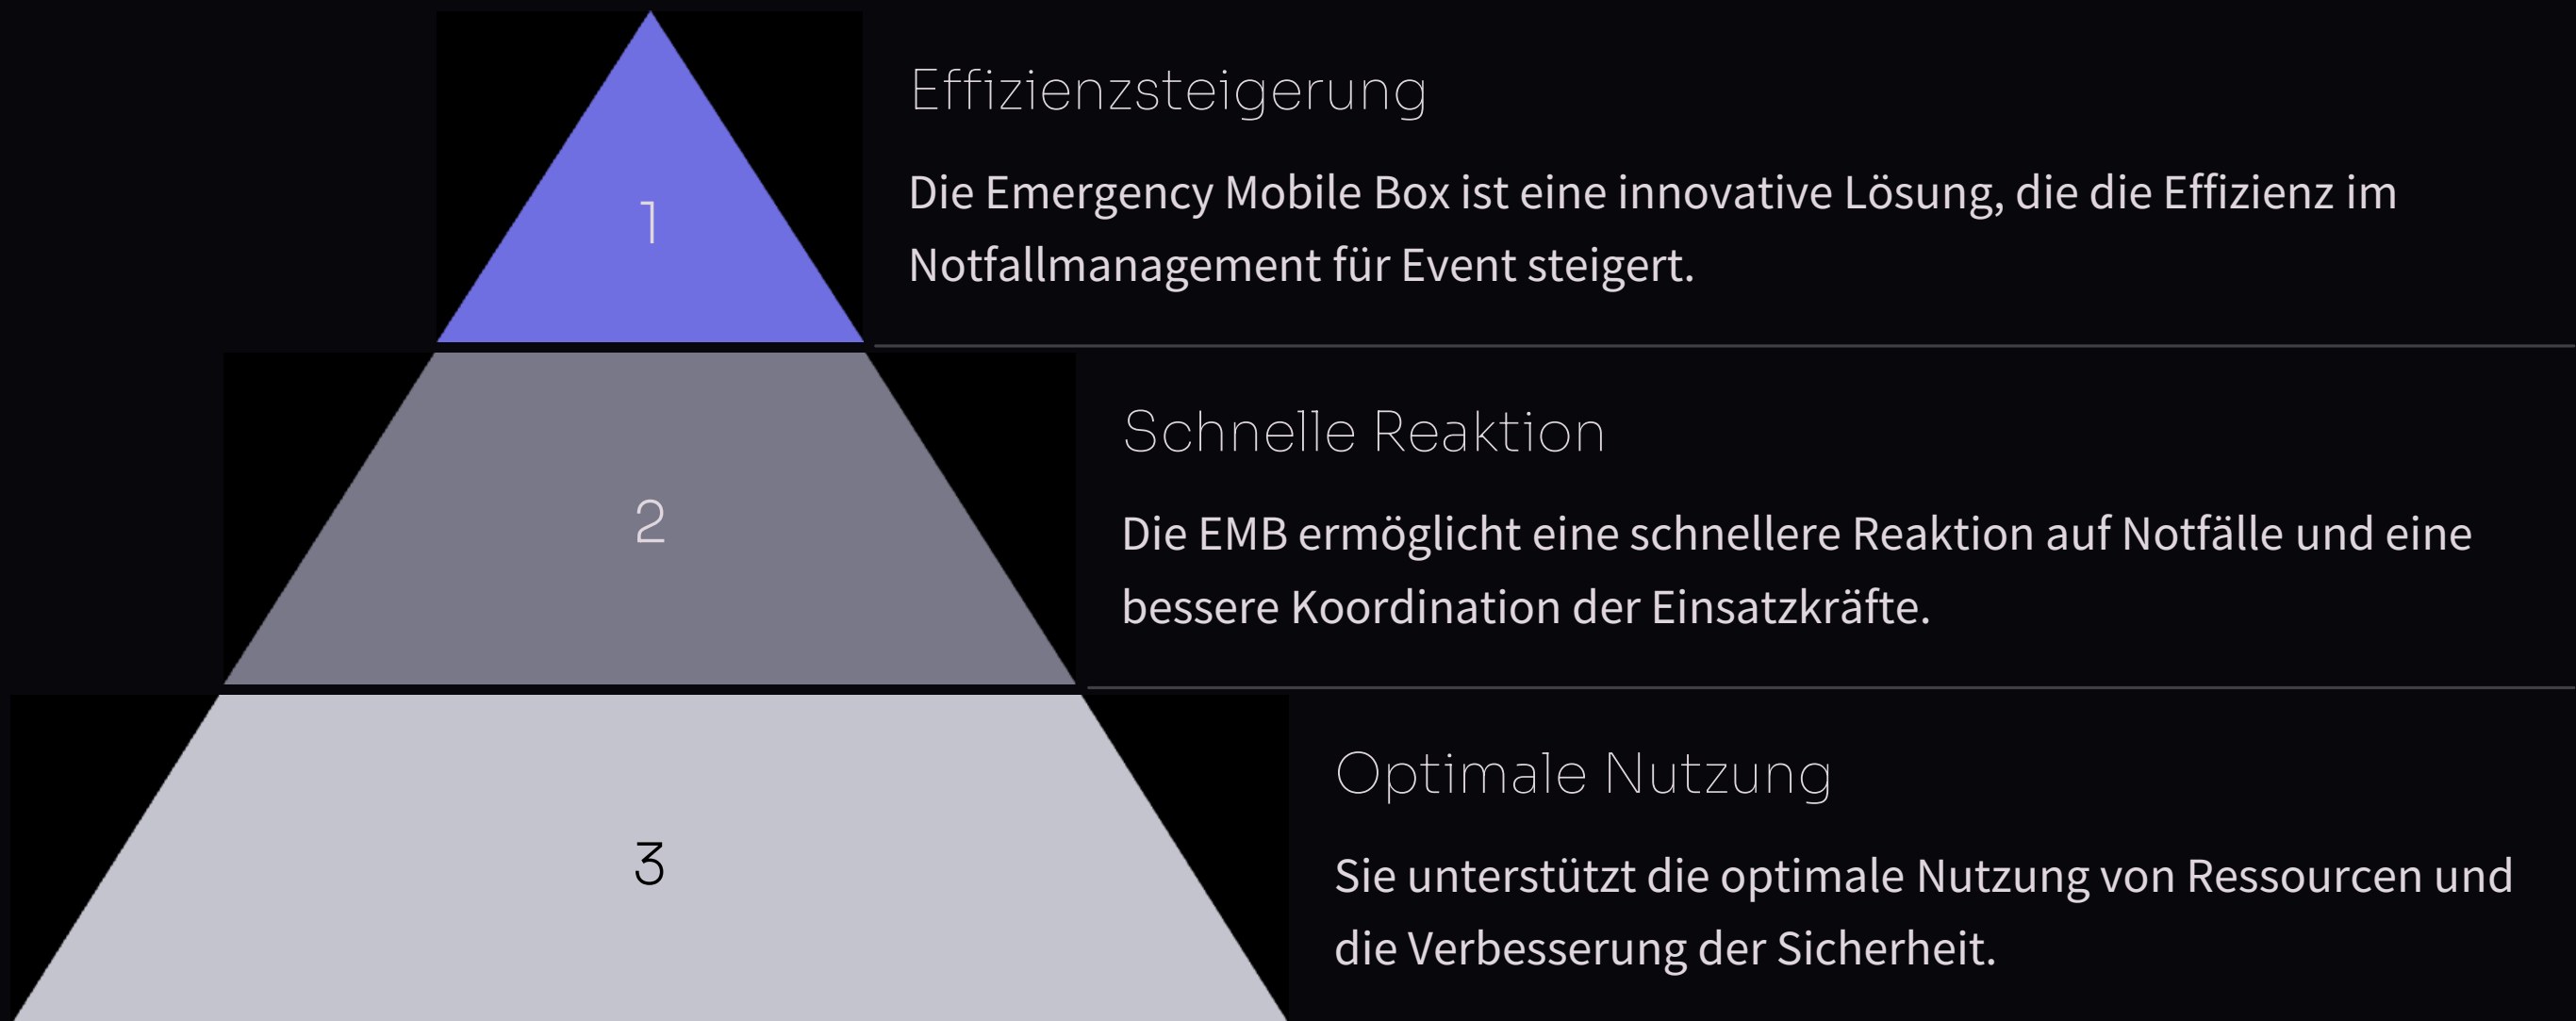 1
Effizienzsteigerung
Die Emergency Mobile Box ist eine innovative Lösung, die die Effizienz im
Notfallmanagement für Event steigert.
2
Schnelle Reaktion
Die EMB ermöglicht eine schnellere Reaktion auf Notfälle und eine
bessere Koordination der Einsatzkräfte.
3
Optimale Nutzung
Sie unterstützt die optimale Nutzung von Ressourcen und
die Verbesserung der Sicherheit.